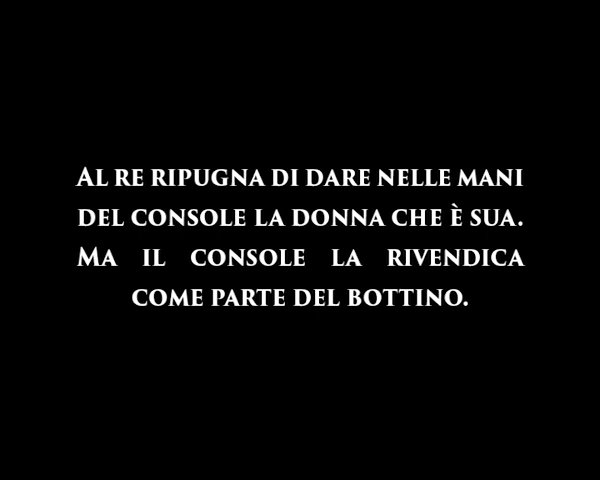 Al re ripugna di dare nelle mani
del console la donna che è sua.
Ma il console la rivendica
come parte del bottino.